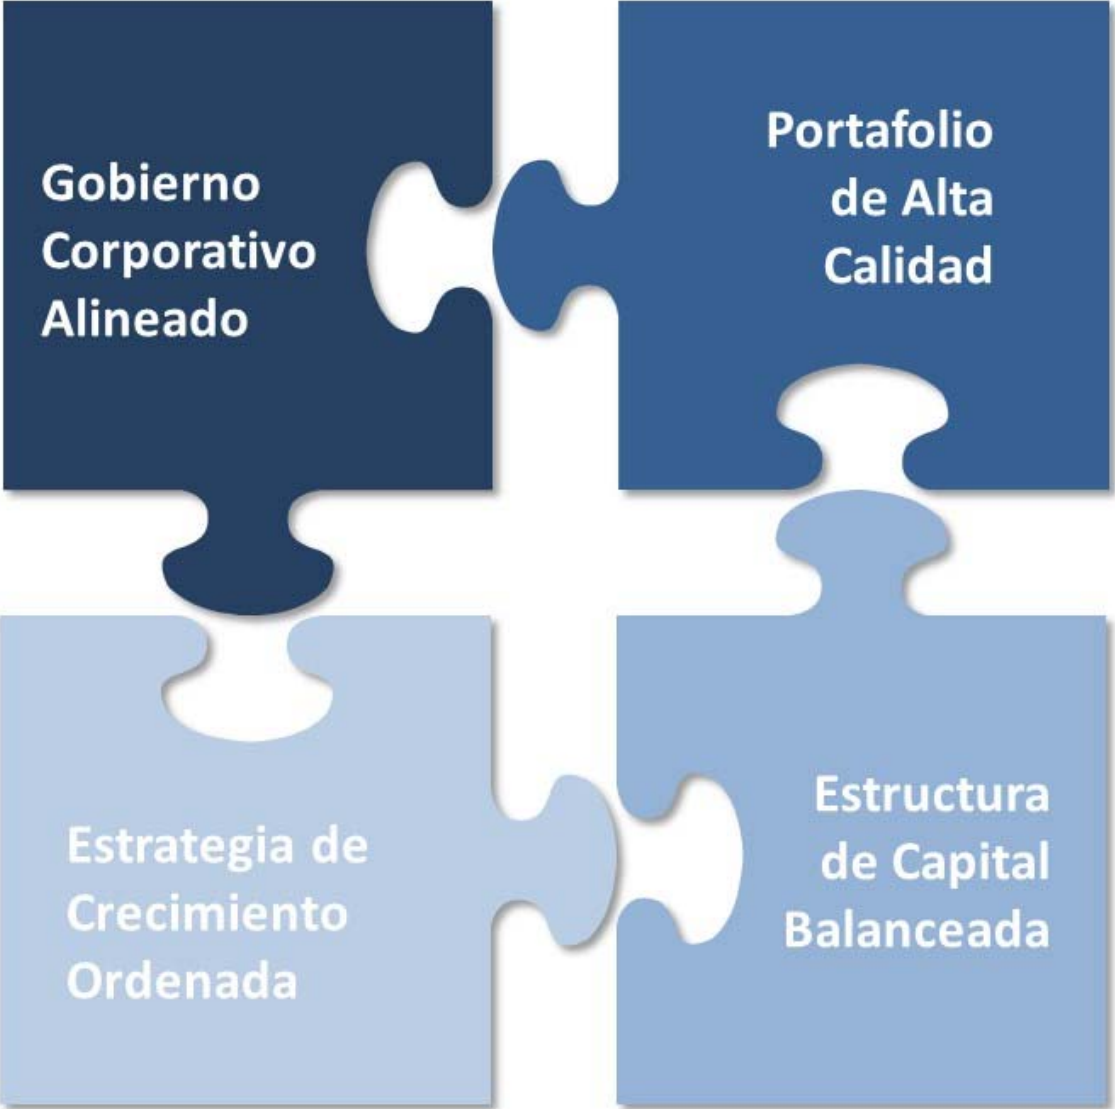 Gobierno
Corporativo
Alineado
Portafolio
de Alta
Calidad
Estrategia de
Crecimiento
Ordenada
Estructura
de Capital
Balanceada